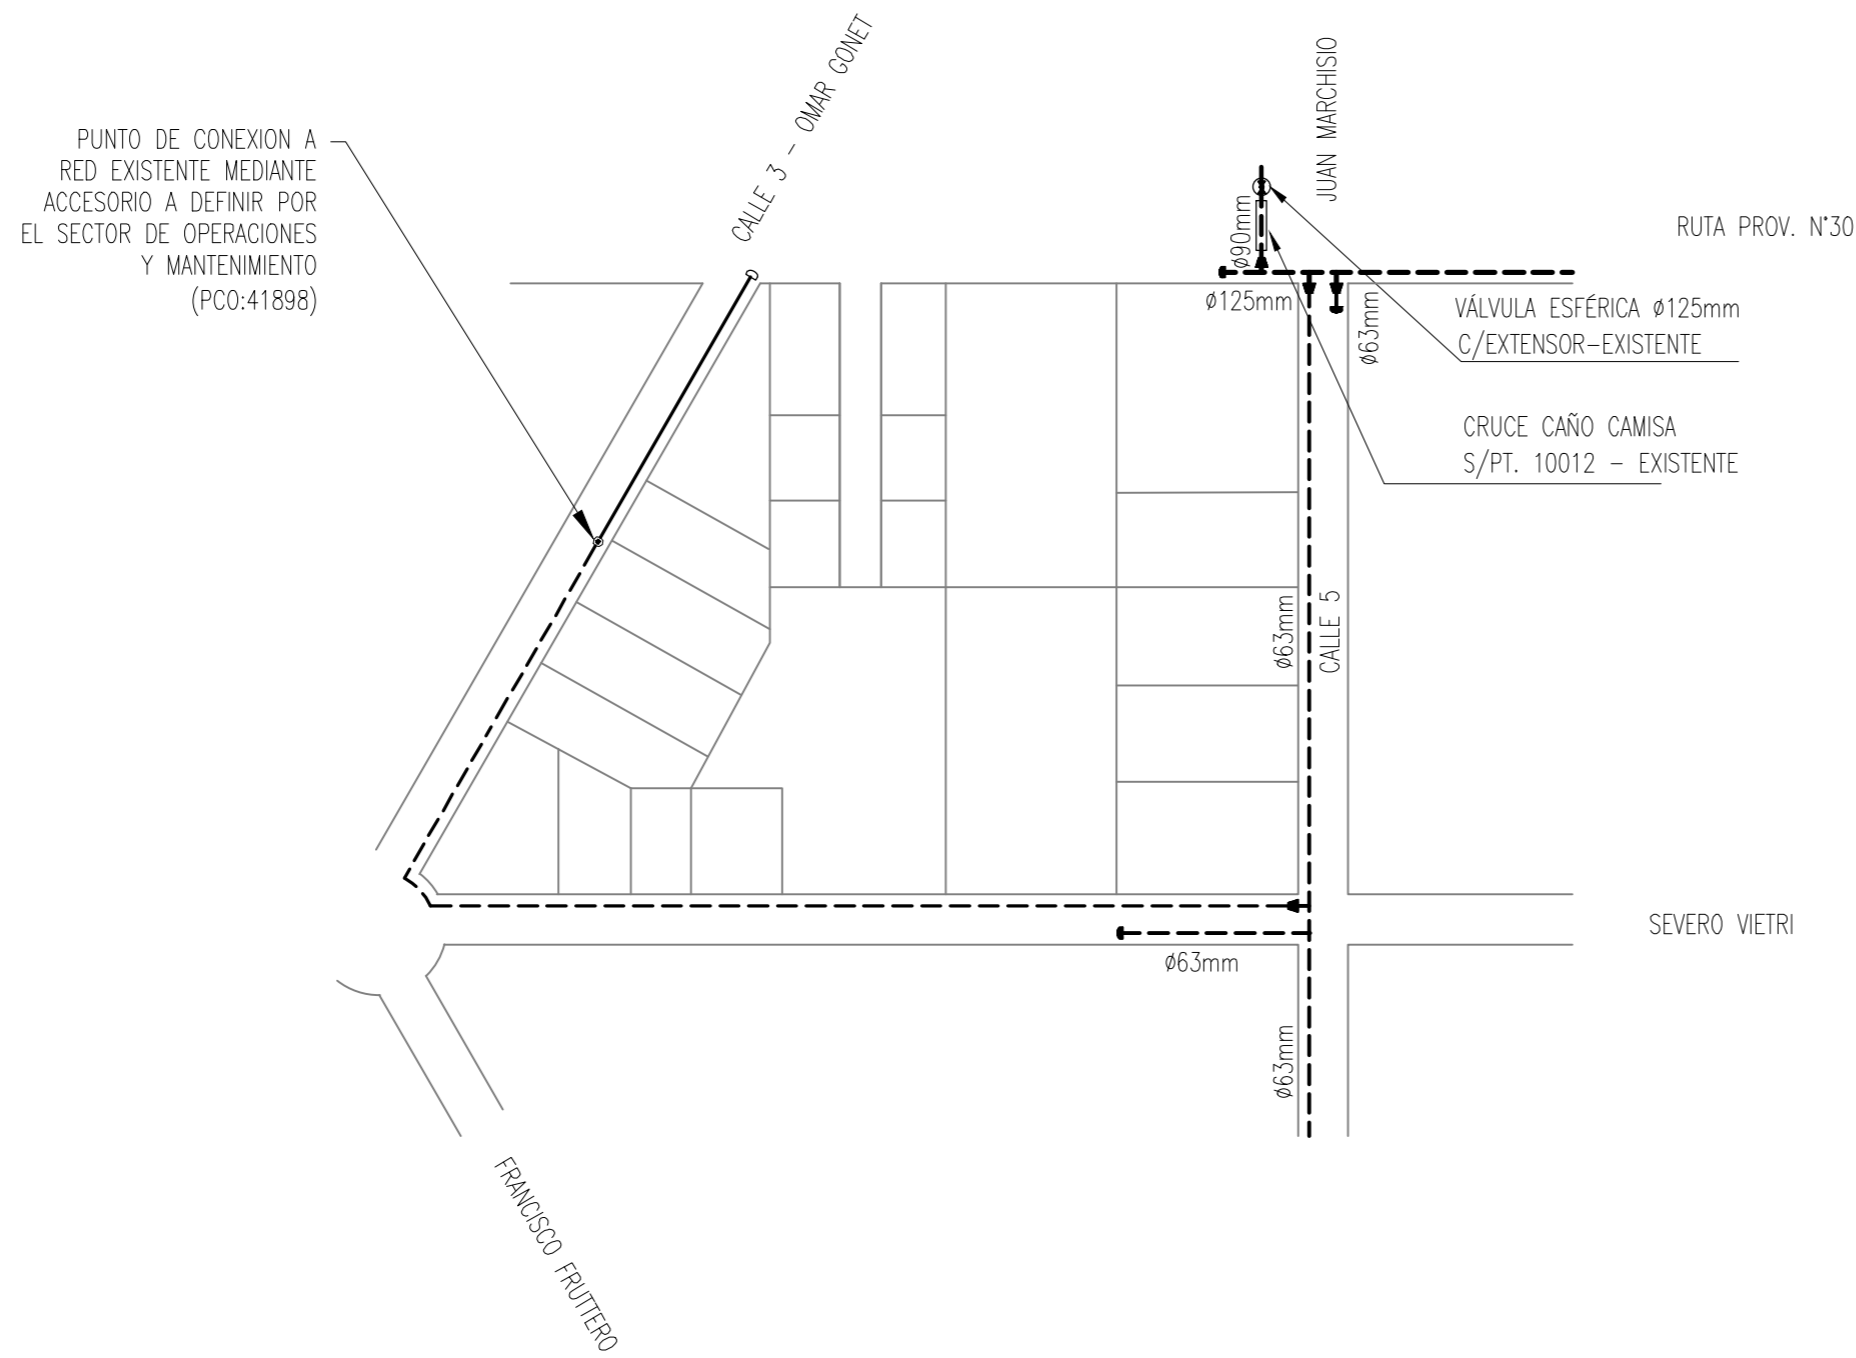 CALLE 3 - OMAR GONET
JUAN MARCHISIO
PUNTO DE CONEXION A
RED EXISTENTE MEDIANTE
ACCESORIO A DEFINIR POR
EL SECTOR DE OPERACIONES
Y MANTENIMIENTO
(PCO:41898)
RUTA PROV. N°30
ø90mm
ø125mm
ø63mm
VÁLVULA ESFÉRICA ø125mm
C/EXTENSOR-EXISTENTE
CRUCE CAÑO CAMISA
S/PT. 10012 - EXISTENTE
ø63mm
CALLE 5
SEVERO VIETRI
ø63mm
ø63mm
FRANCISCO FRUTTERO